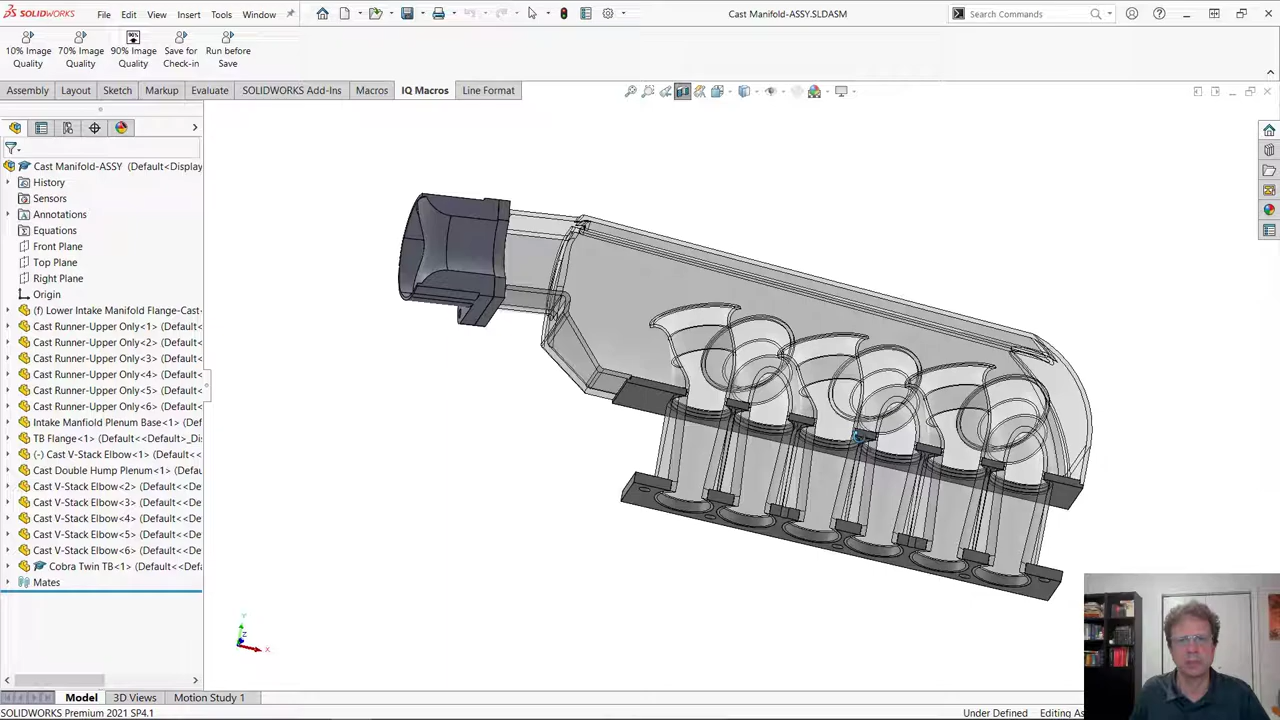 SOLIDWORKS File Edit View Insert Tools Window Cast Manifold-ASSY.SLDASM Search Commands
10% Image Quality
70% Image Quality
90% Image Quality
Save for Check-in
Run before Save
Assembly Layout Sketch Markup Evaluate SOLIDWORKS Add-Ins Macros IQ Macros Line Format
Cast Manifold-ASSY (Default<Display
History
Sensors
Annotations
Equations
Front Plane
Top Plane
Right Plane
Origin
(f) Lower Intake Manifold Flange-Cast
Cast Runner-Upper Only<1> (Default<
Cast Runner-Upper Only<2> (Default<
Cast Runner-Upper Only<3> (Default<
Cast Runner-Upper Only<4> (Default<
Cast Runner-Upper Only<5> (Default<
Cast Runner-Upper Only<6> (Default<
Intake Manfiold Plenum Base<1> (Def
TB Flange<1> (Default<<Default>_Dis
(-) Cast V-Stack Elbow<1> (Default<
Cast Double Hump Plenum<1> (Defau
Cast V-Stack Elbow<2> (Default<<De
Cast V-Stack Elbow<3> (Default<<De
Cast V-Stack Elbow<4> (Default<<De
Cast V-Stack Elbow<5> (Default<<De
Cast V-Stack Elbow<6> (Default<<De
Cobra Twin TB<1> (Default<<Defa
Mates
Y
Z
X
Model 3D Views Motion Study 1
SOLIDWORKS Premium 2021 SP4.1 Under Defined Editing As